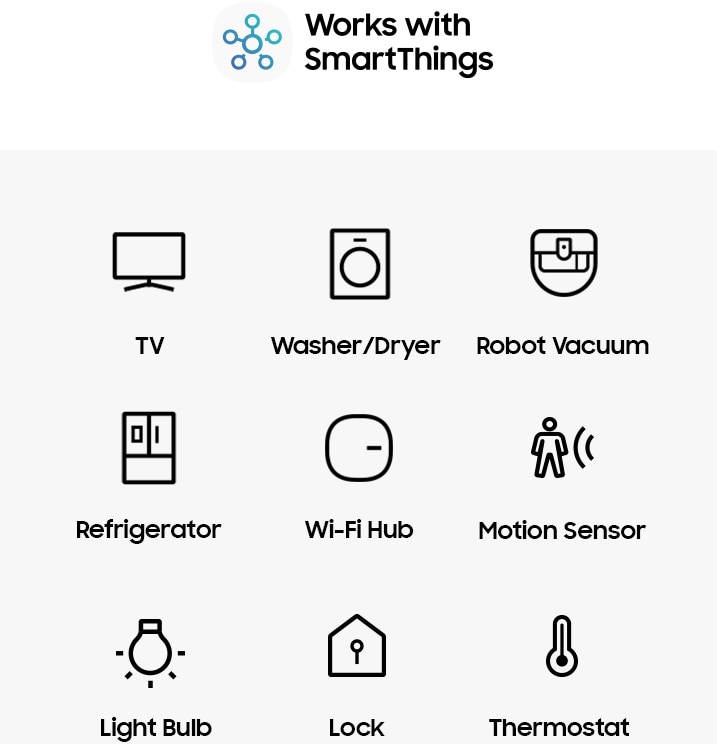 Works with
SmartThings
TV
Washer/Dryer
Robot Vacuum
Refrigerator
Wi-Fi Hub
Motion Sensor
Light Bulb
Lock
Thermostat